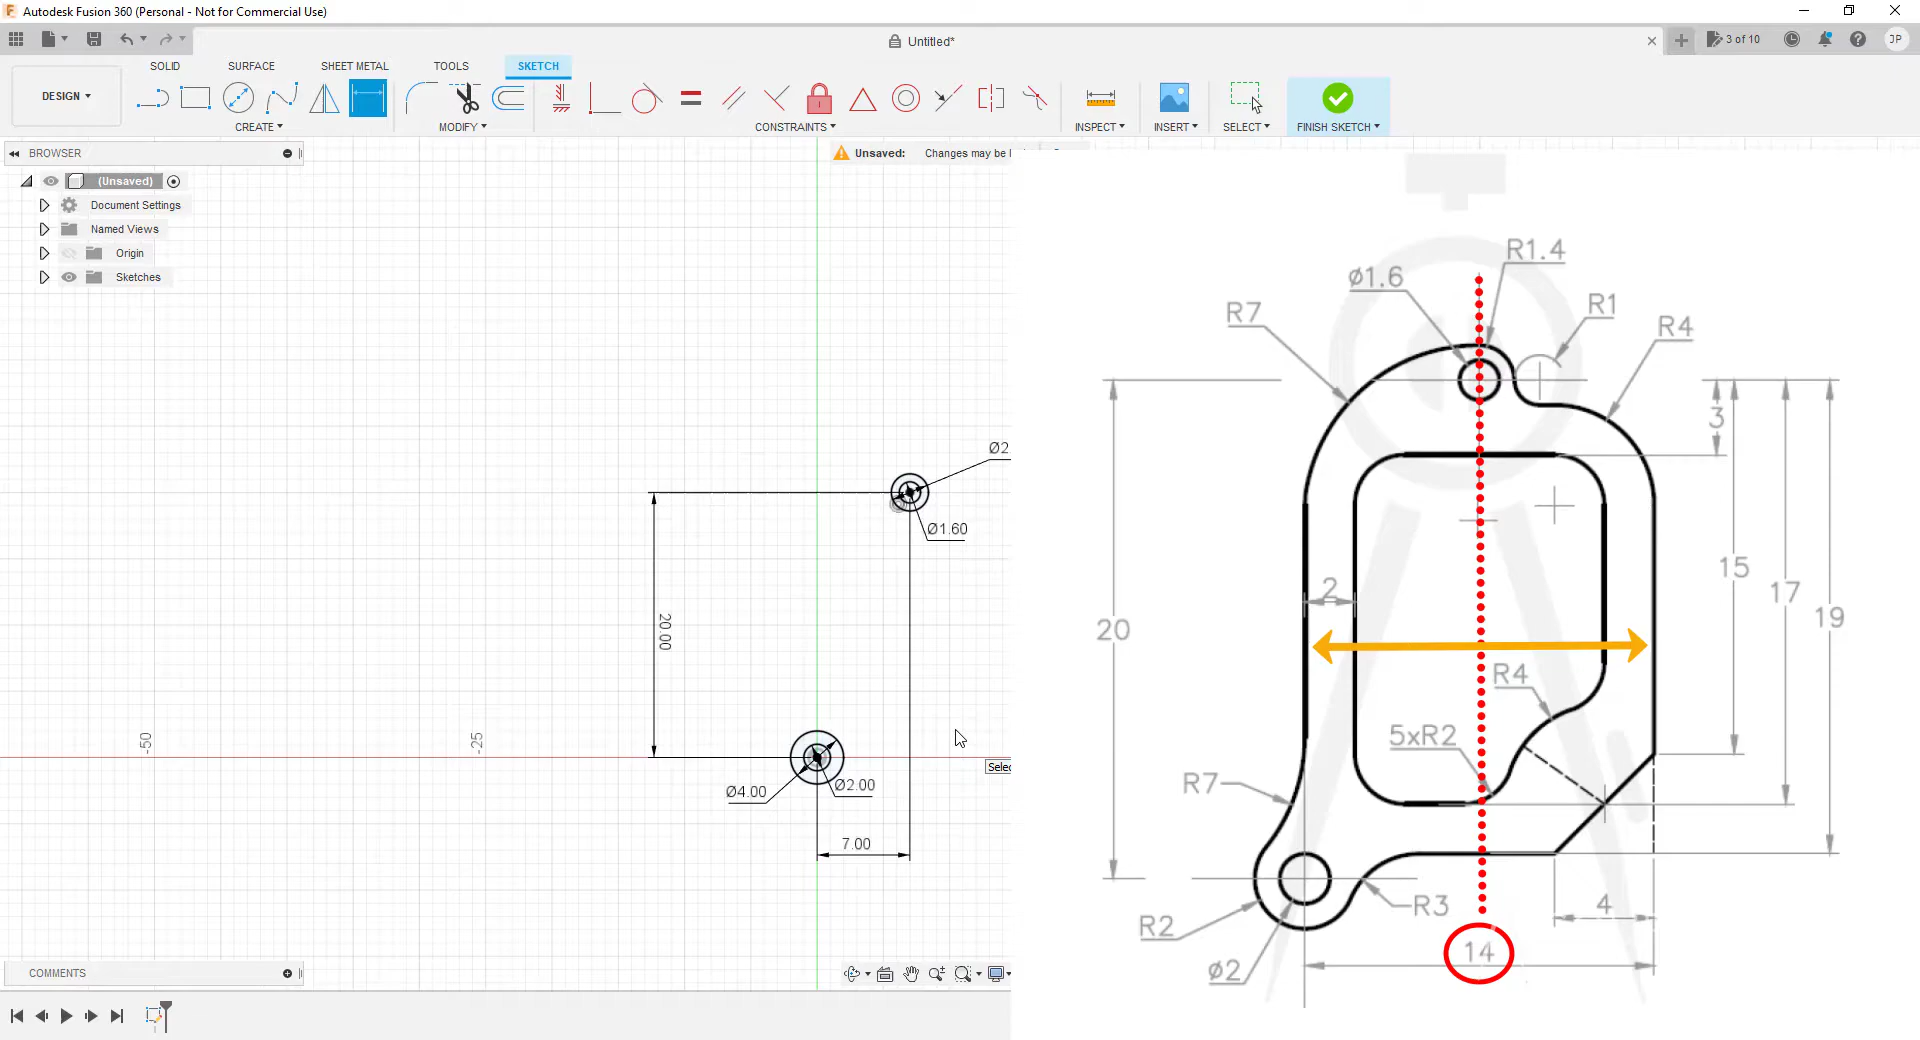 Autodesk Fusion 360 (Personal - Not for Commercial Use)
Untitled*
3 of 10
JP
SOLID
SURFACE
SHEET METAL
TOOLS
SKETCH
DESIGN
CREATE
MODIFY
CONSTRAINTS
INSPECT
INSERT
SELECT
FINISH SKETCH
BROWSER
Unsaved:
Changes may be l
(Unsaved)
Document Settings
Named Views
Origin
Sketches
R1.4
Ø1.6
R1
R7
R4
3
Ø2
Ø1.60
15
2
17
20.00
20
19
R4
-50
-25
5xR2
Selec
R7
Ø4.00
Ø2.00
7.00
R3
4
R2
14
Ø2
COMMENTS